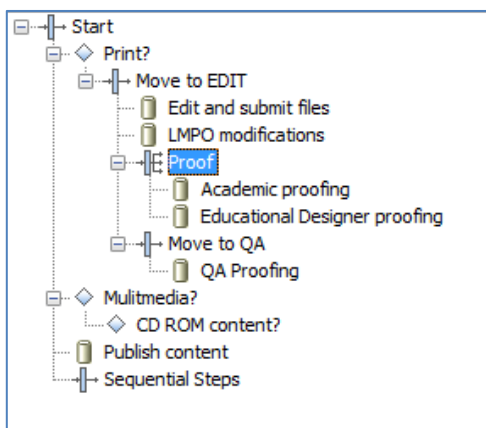 Start
Print?
Move to EDIT
Edit and submit files
LMPO modifications
Proof
Academic proofing
Educational Designer proofing
Move to QA
QA Proofing
Mulitmedia?
CD ROM content?
Publish content
Sequential Steps